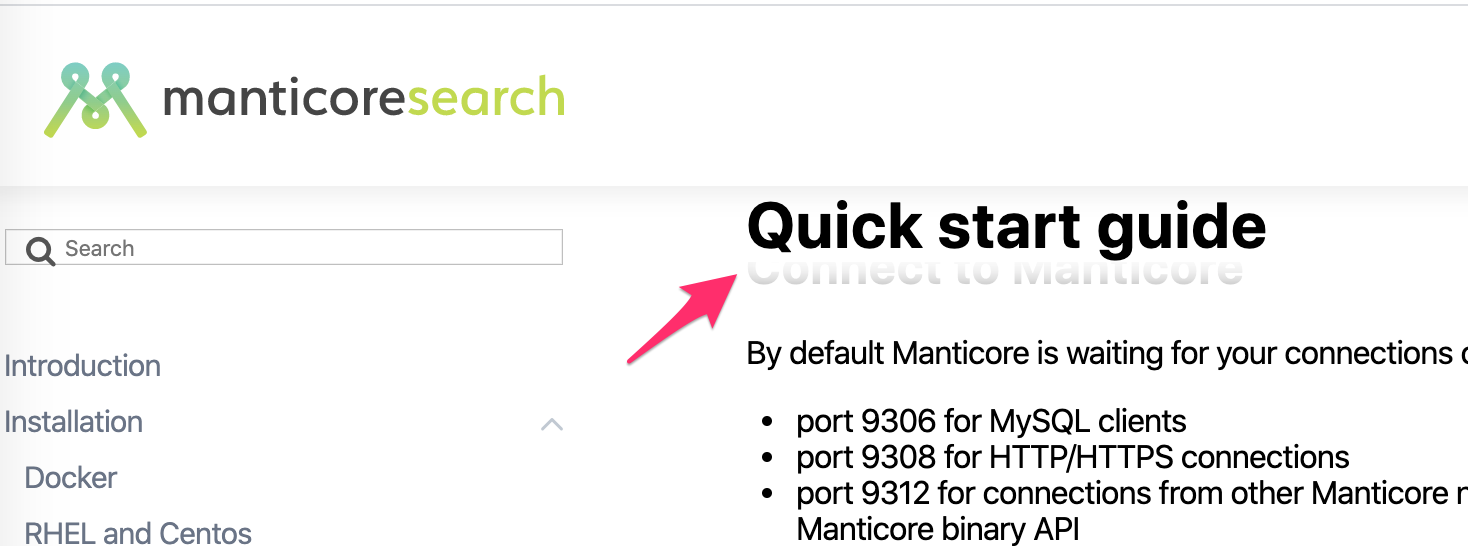 manticoresearch
Search
Introduction
Installation
Docker
RHEL and Centos
Quick start guide
Connect to Manticore
By default Manticore is waiting for your connections
port 9306 for MySQL clients
port 9308 for HTTP/HTTPS connections
port 9312 for connections from other Manticore
Manticore binary API